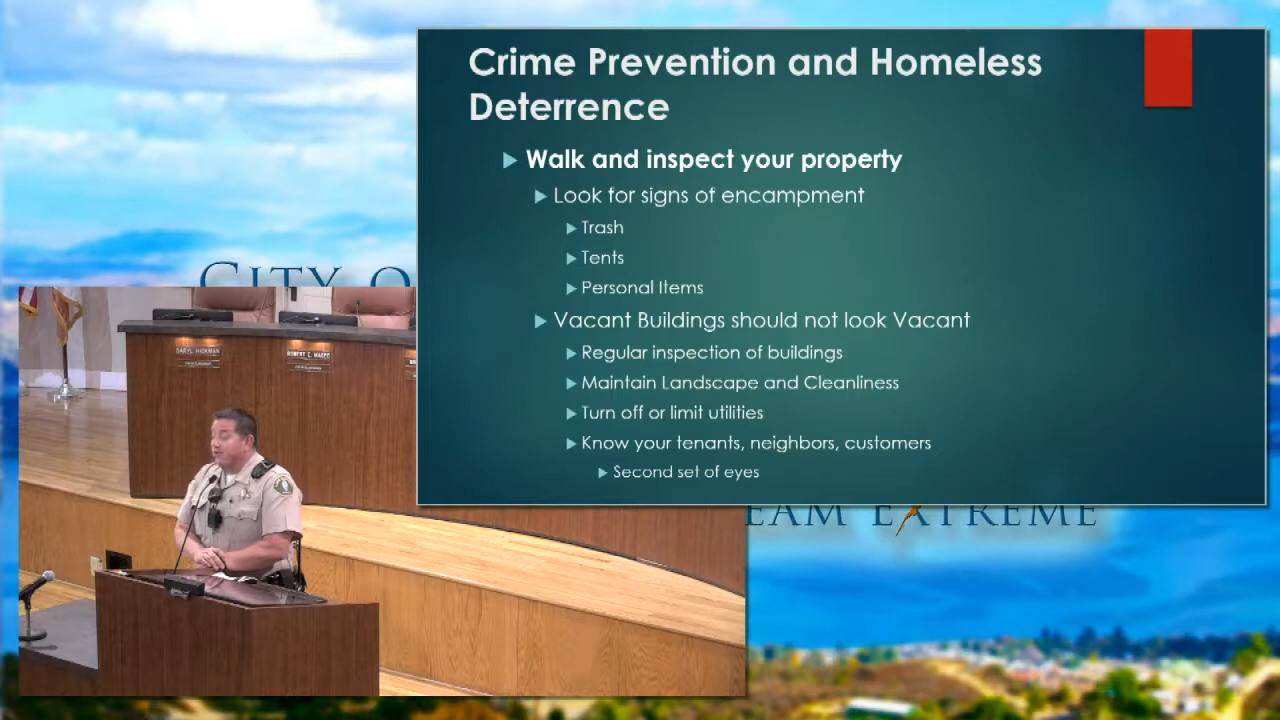 Crime Prevention and Homeless
Deterrence
Walk and inspect your property
Look for signs of encampment
Trash
Tents
Personal Items
Vacant Buildings should not look Vacant
Regular inspection of buildings
Maintain Landscape and Cleanliness
Turn off or limit utilities
Know your tenants, neighbors, customers
Second set of eyes
CITY O
DARYL HICKMAN
ROBERT E. MAGEE
EAM EXTREME